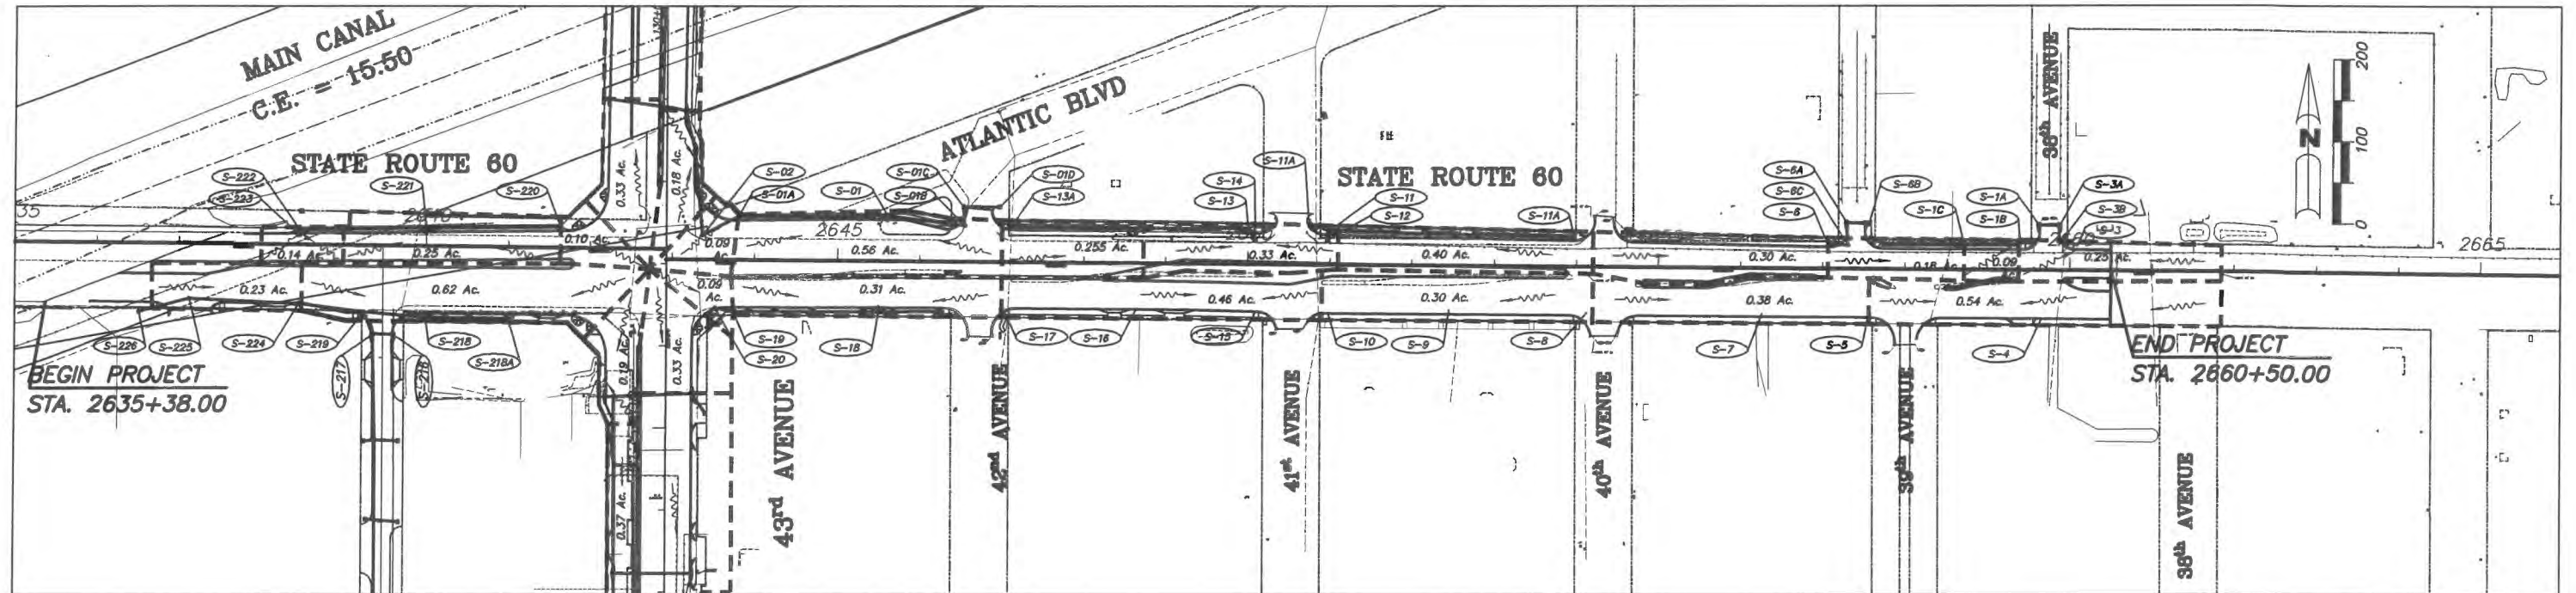 MAIN CANAL
C.E. = 15.50
STATE ROUTE 60
ATLANTIC BLVD
STATE ROUTE 60
38th AVENUE
N
200
100
0
S-222
S-223
S-221
S-220
S-02
S-01A
S-01
S-01C
S-01B
S-01D
S-13A
S-14
S-13
S-11A
S-11
S-12
S-11A
S-6A
S-6C
S-6
S-6B
S-1C
S-1A
S-1B
S-3A
S-3B
35
2645
2665
0.33 Ac.
0.18 Ac.
0.10 Ac.
0.14 Ac.
0.25 Ac.
0.09 Ac.
0.56 Ac.
0.255 Ac.
0.33 Ac.
0.40 Ac.
0.30 Ac.
0.18 Ac.
0.09 Ac.
0.25 Ac.
0.23 Ac.
0.62 Ac.
0.09 Ac.
0.31 Ac.
0.46 Ac.
0.30 Ac.
0.38 Ac.
0.54 Ac.
S-226
S-225
S-224
S-219
S-217
S-216
S-218
S-218A
S-19
S-20
S-18
S-17
S-16
S-15
S-10
S-9
S-8
S-7
S-5
S-4
0.19 Ac.
0.33 Ac.
0.37 Ac.
BEGIN PROJECT
STA. 2635+38.00
END PROJECT
STA. 2660+50.00
43rd AVENUE
42nd AVENUE
41st AVENUE
40th AVENUE
39th AVENUE
38th AVENUE